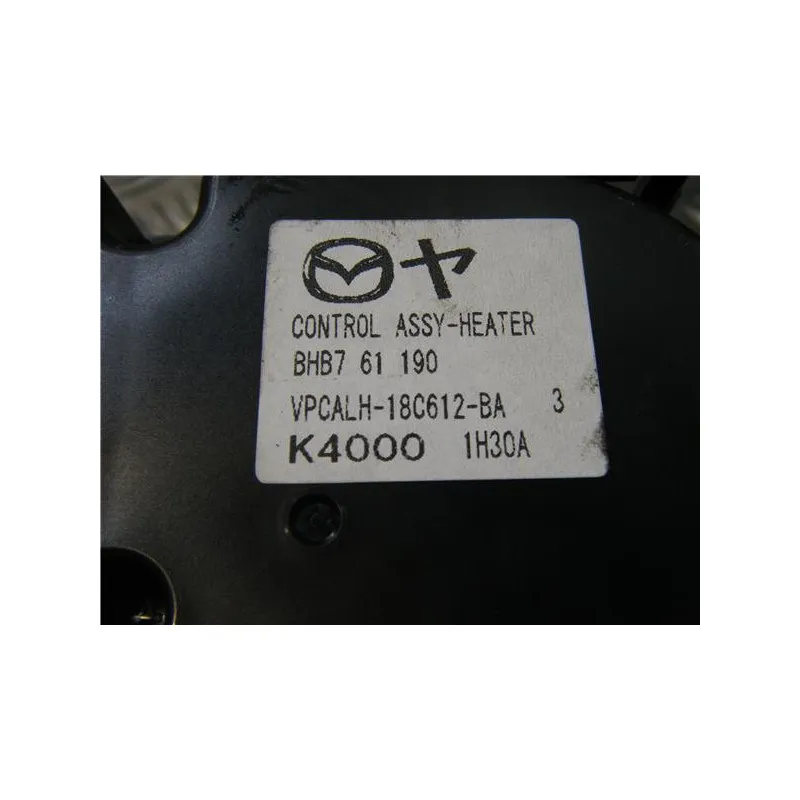 ヤ
CONTROL ASSY-HEATER
BHB7 61 190
VPCALH-18C612-BA 3
K4000 1H30A